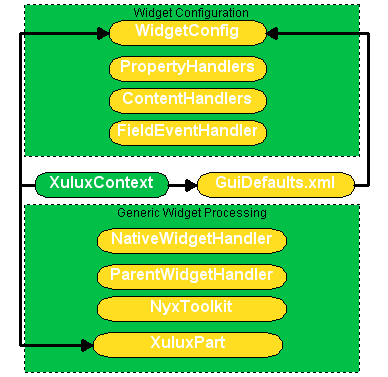 Widget Configuration
WidgetConfig
PropertyHandlers
ContentHandlers
FieldEventHandler
XuluxContext
GuiDefaults.xml
Generic Widget Processing
NativeWidgetHandler
ParentWidgetHandler
NyxToolkit
XuluxPart